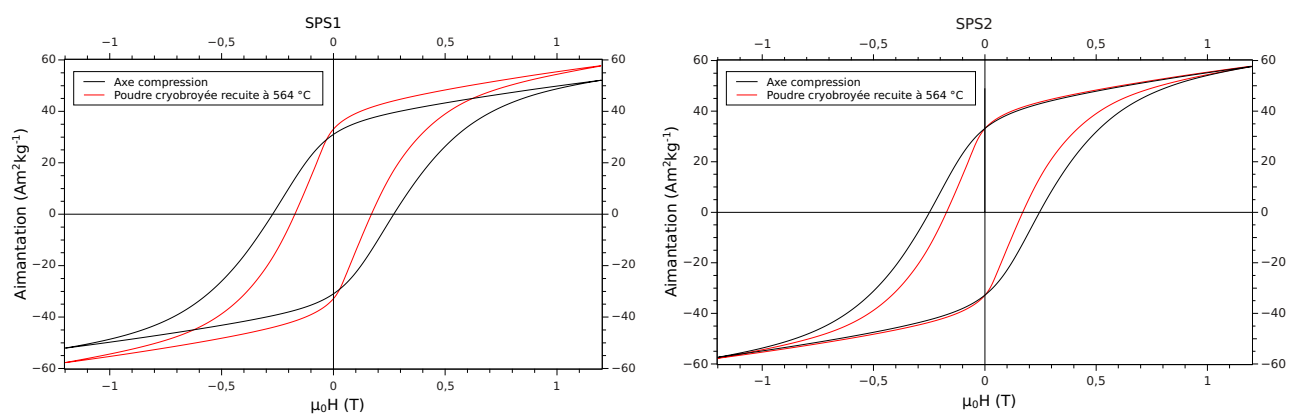 SPS1
−1 −0,5 0 0,5 1
Axe compression
Poudre cryobroyée recuite à 564 °C
60 60
40 40
20 20
0 0
−20 −20
−40 −40
−60 −60
Aimantation (Am²kg⁻¹)
−1 −0,5 0 0,5 1
μ₀H (T)
SPS2
−1 −0,5 0 0,5 1
Axe compression
Poudre cryobroyée recuite à 564 °C
60 60
40 40
20 20
0 0
−20 −20
−40 −40
−60 −60
Aimantation (Am²kg⁻¹)
−1 −0,5 0 0,5 1
μ₀H (T)